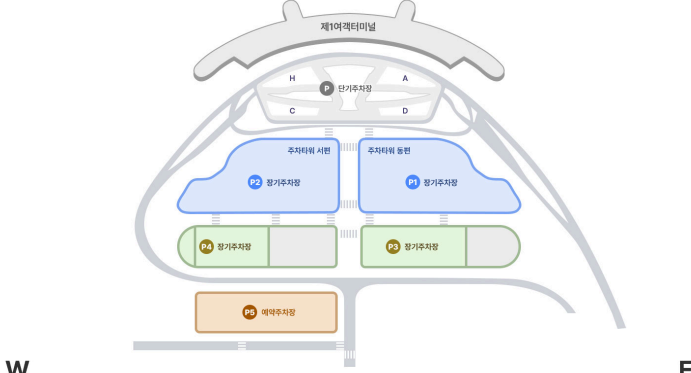 제1여객터미널
H
A
P 단기주차장
C
D
주차타워 서편
주차타워 동편
P2 장기주차장
P1 장기주차장
P4 장기주차장
P3 장기주차장
P5 예약주차장
W